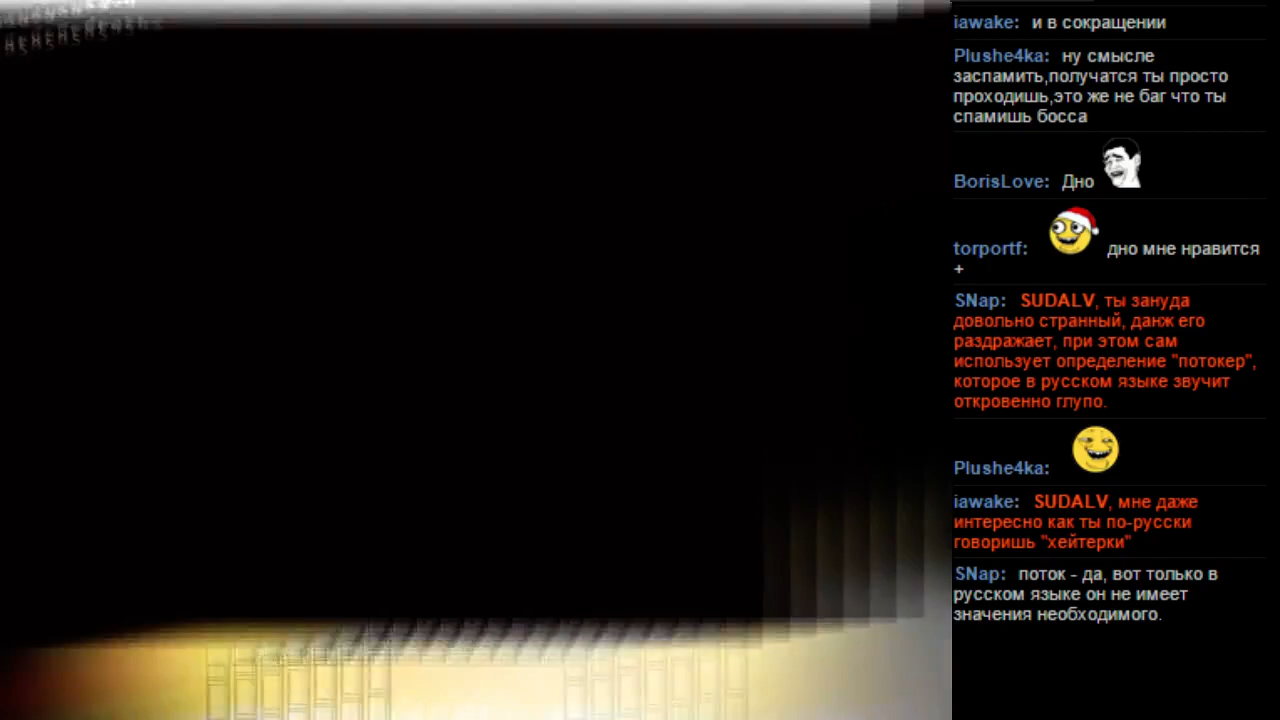 iawake: и в сокращении
Plushe4ka: ну смысле
заспамить,получатся ты просто
проходишь,это же не баг что ты
спамишь босса
BorisLove: Дно
torportf: дно мне нравится
+
SNap: SUDALV, ты зануда
довольно странный, данж его
раздражает, при этом сам
использует определение "потокер",
которое в русском языке звучит
откровенно глупо.
Plushe4ka:
iawake: SUDALV, мне даже
интересно как ты по-русски
говоришь "хейтерки"
SNap: поток - да, вот только в
русском языке он не имеет
значения необходимого.